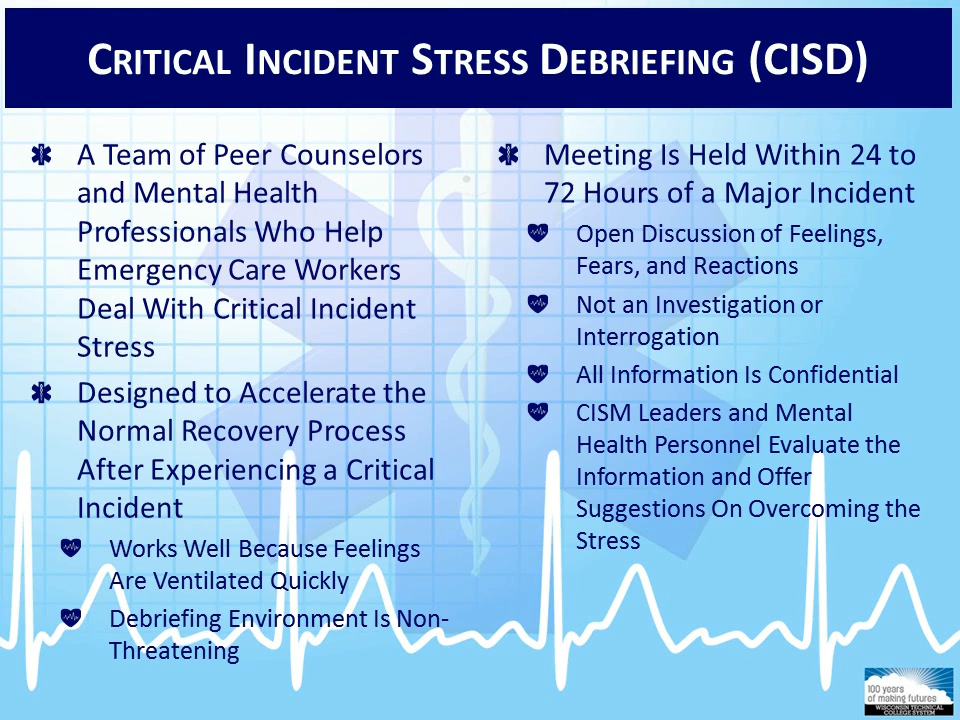 CRITICAL INCIDENT STRESS DEBRIEFING (CISD)
A Team of Peer Counselors
and Mental Health
Professionals Who Help
Emergency Care Workers
Deal With Critical Incident
Stress
Designed to Accelerate the
Normal Recovery Process
After Experiencing a Critical
Incident
Works Well Because Feelings
Are Ventilated Quickly
Debriefing Environment Is Non-
Threatening
Meeting Is Held Within 24 to
72 Hours of a Major Incident
Open Discussion of Feelings,
Fears, and Reactions
Not an Investigation or
Interrogation
All Information Is Confidential
CISM Leaders and Mental
Health Personnel Evaluate the
Information and Offer
Suggestions On Overcoming the
Stress
100 years
of making futures
WISCONSIN TECHNICAL
COLLEGE SYSTEM